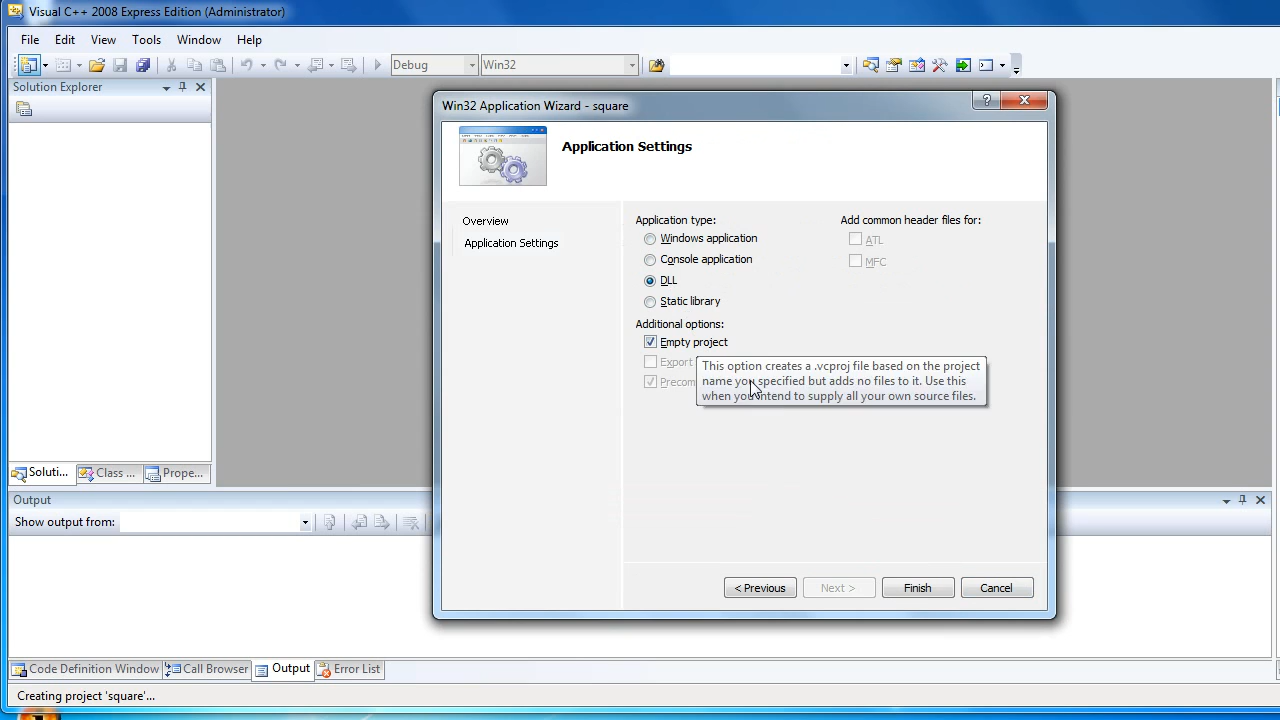 Visual C++ 2008 Express Edition (Administrator)
File Edit View Tools Window Help
Debug Win32
Solution Explorer
Win32 Application Wizard - square
Application Settings
Overview
Application Settings
Application type:
Windows application
Console application
DLL
Static library
Add common header files for:
ATL
MFC
Additional options:
Empty project
Export
Precom
This option creates a .vcproj file based on the project
name you specified but adds no files to it. Use this
when you intend to supply all your own source files.
< Previous Next > Finish Cancel
Soluti... Class ... Prope...
Output
Show output from:
Code Definition Window Call Browser Output Error List
Creating project 'square'...